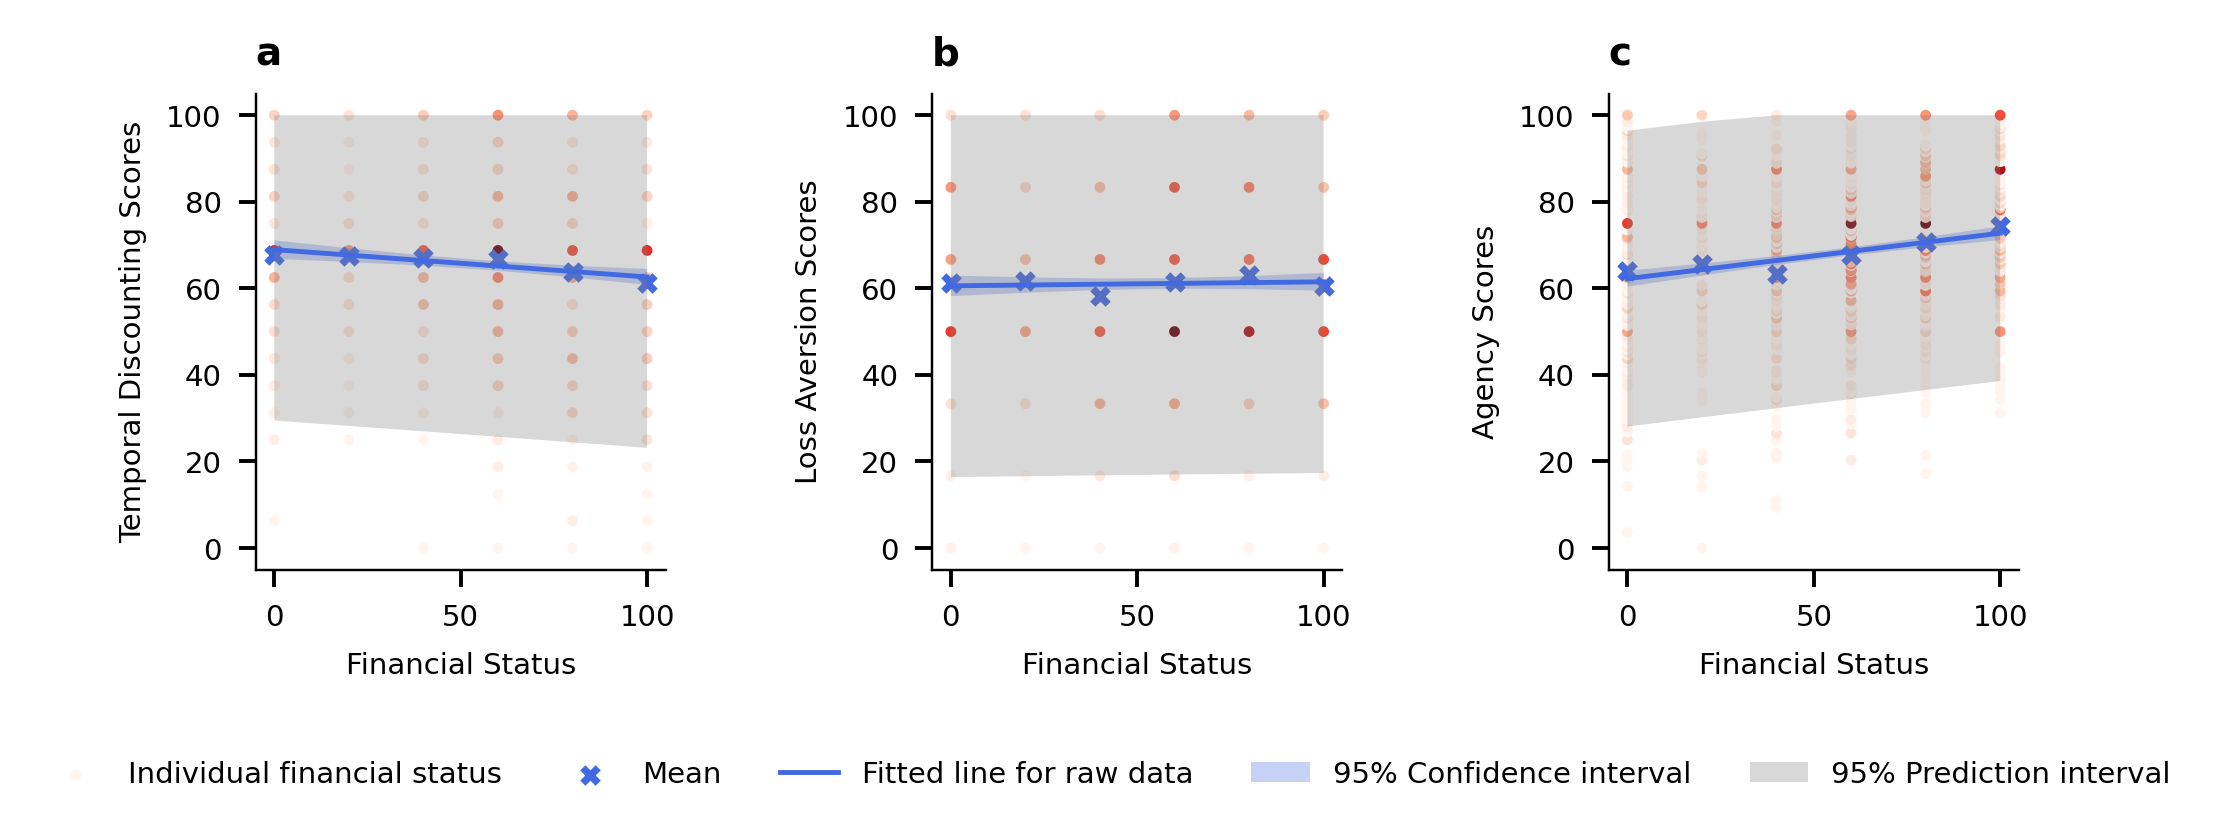 a
b
c
Temporal Discounting Scores
100
80
60
40
20
0
0
50
100
Financial Status
Loss Aversion Scores
100
80
60
40
20
0
0
50
100
Financial Status
Agency Scores
100
80
60
40
20
0
0
50
100
Financial Status
Individual financial status
Mean
Fitted line for raw data
95% Confidence interval
95% Prediction interval